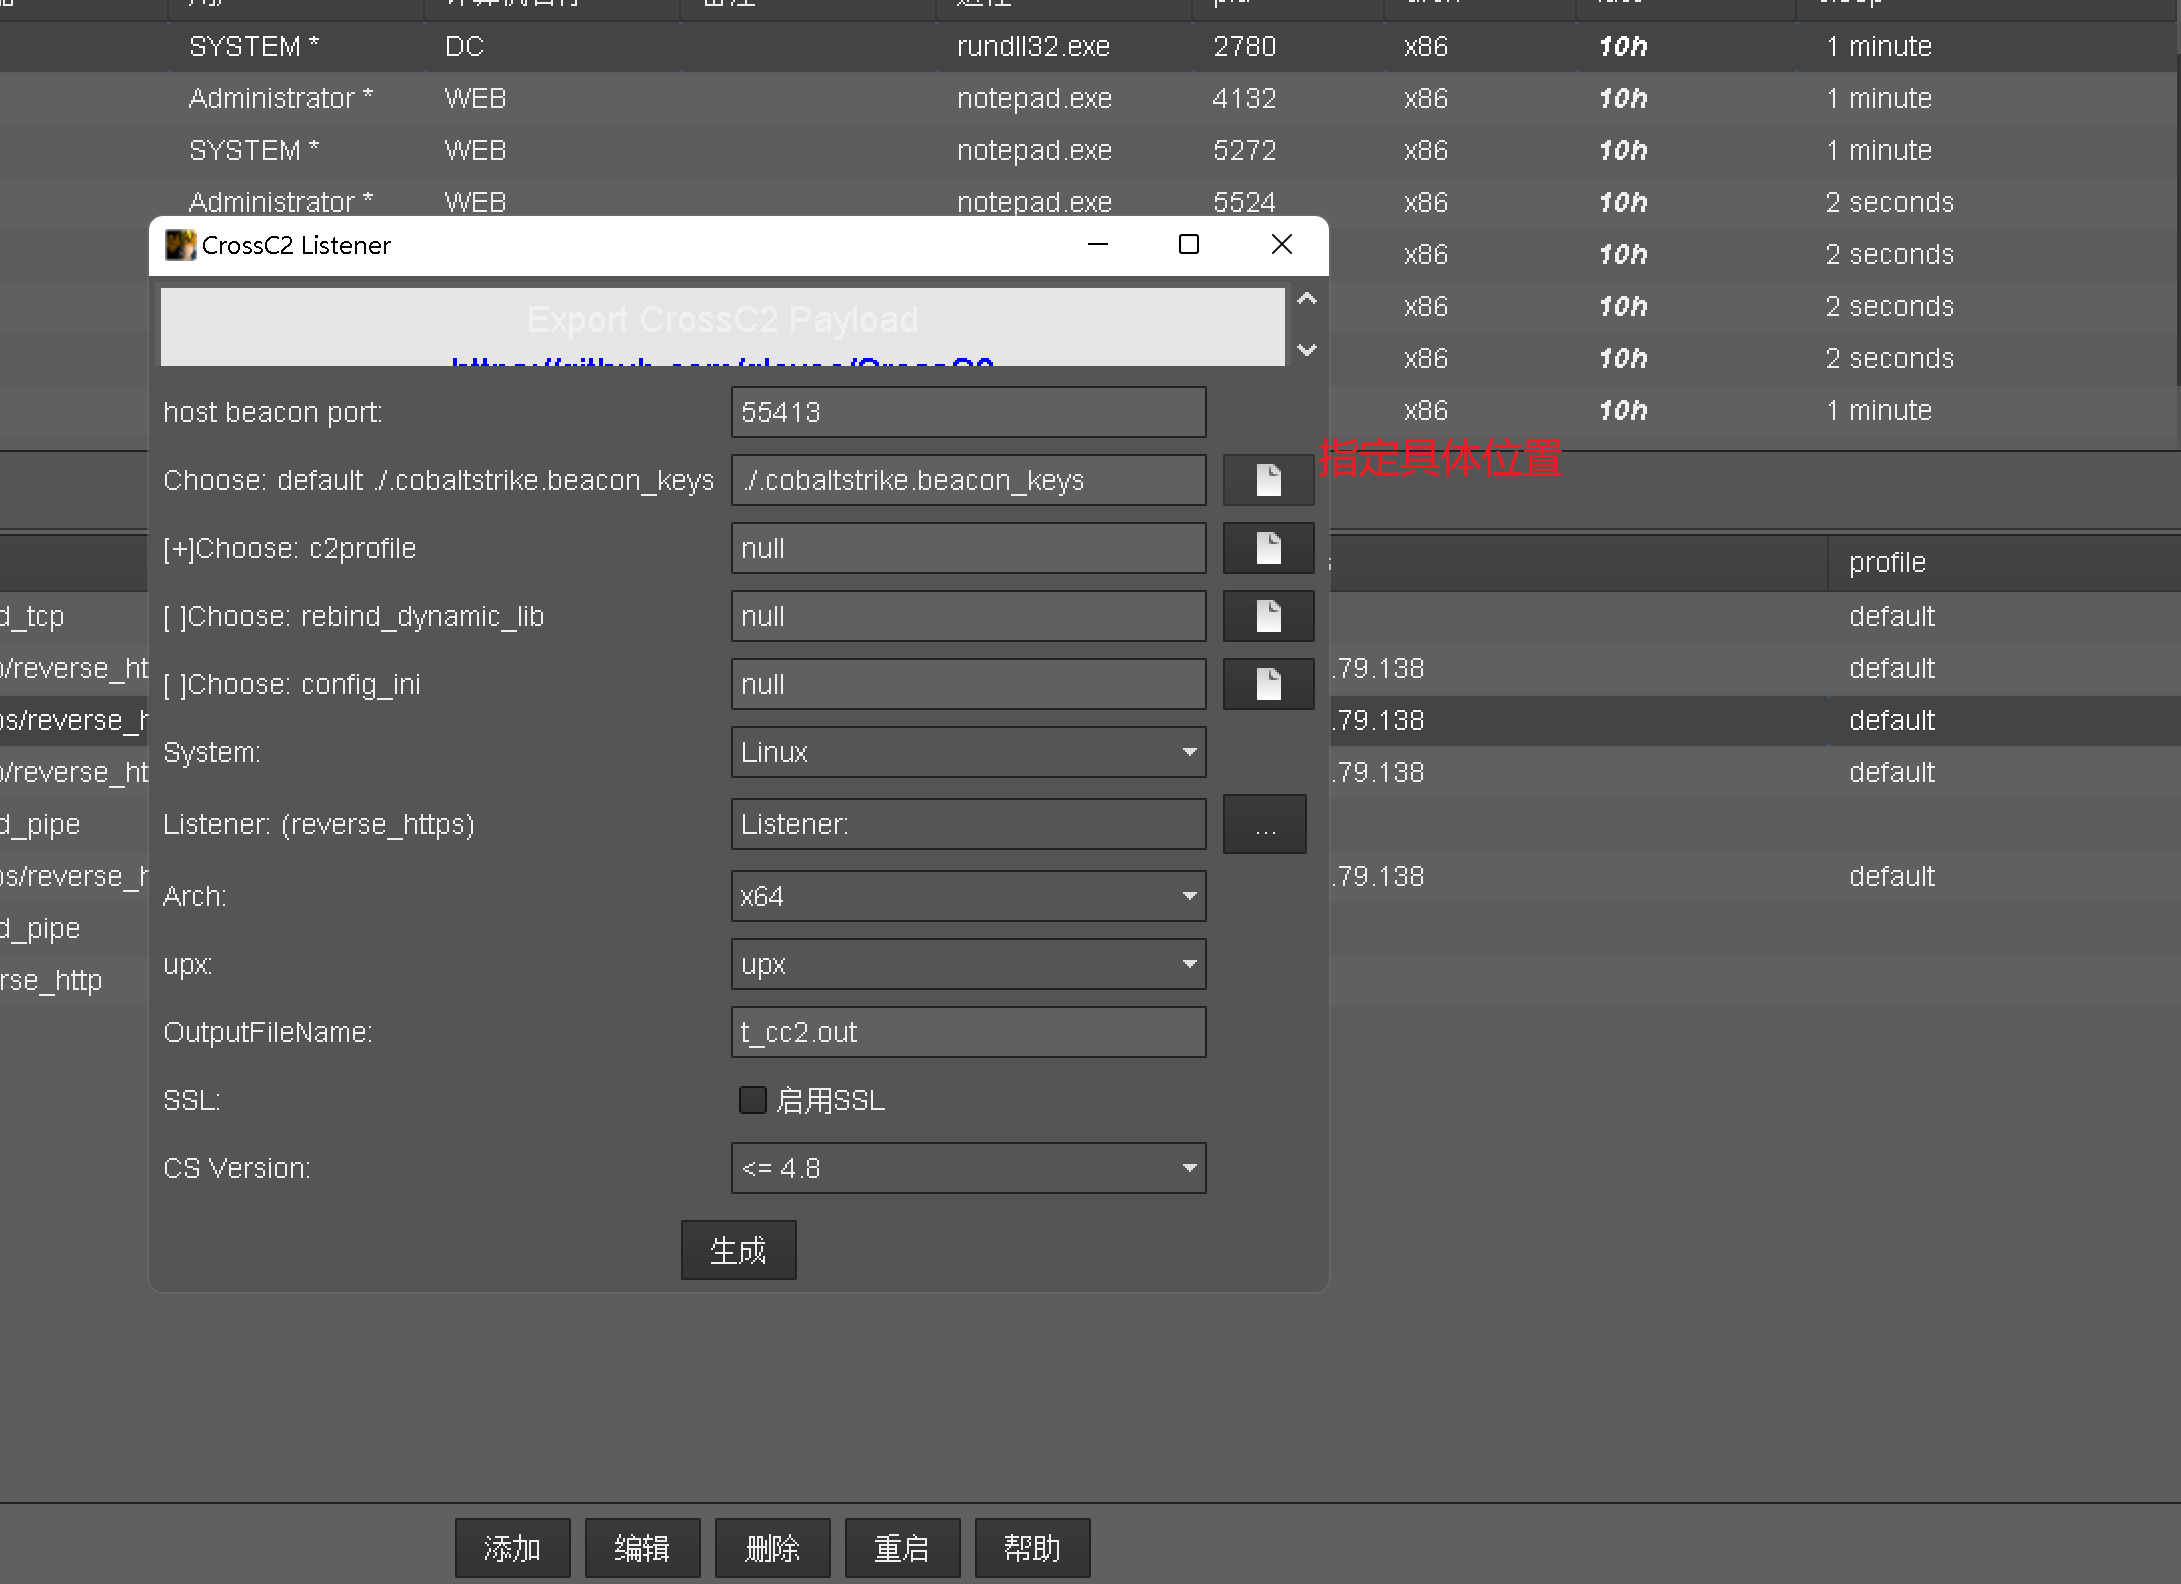 SYSTEM * DC rundll32.exe 2780 x86 10h 1 minute
Administrator * WEB notepad.exe 4132 x86 10h 1 minute
SYSTEM * WEB notepad.exe 5272 x86 10h 1 minute
Administrator * WEB notepad.exe 5524 x86 10h 2 seconds
x86 10h 2 seconds
x86 10h 2 seconds
x86 10h 2 seconds
x86 10h 1 minute
CrossC2 Listener
Export CrossC2 Payload
host beacon port: 55413
Choose: default ./.cobaltstrike.beacon_keys ./.cobaltstrike.beacon_keys
指定具体位置
[+]Choose: c2profile null
[ ]Choose: rebind_dynamic_lib null
[ ]Choose: config_ini null
System: Linux
Listener: (reverse_https) Listener: ...
Arch: x64
upx: upx
OutputFileName: t_cc2.out
SSL: 启用SSL
CS Version: <= 4.8
生成
profile
d_tcp default
/reverse_ht .79.138 default
s/reverse_h .79.138 default
/reverse_ht .79.138 default
d_pipe
s/reverse_h .79.138 default
d_pipe
rse_http
添加 编辑 删除 重启 帮助